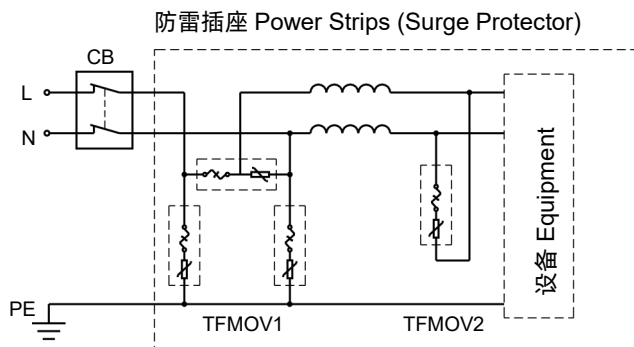 防雷插座 Power Strips (Surge Protector)
CB
L
N
设备 Equipment
PE
TFMOV1
TFMOV2